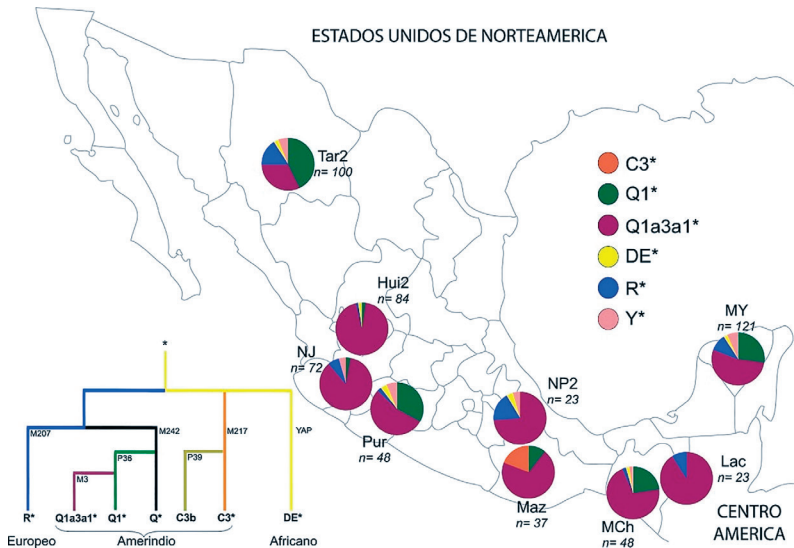 ESTADOS UNIDOS DE NORTEAMERICA
Tar2
n= 100
C3*
Q1*
Q1a3a1*
DE*
R*
Y*
Hui2
n= 84
MY
n= 121
NJ
n= 72
NP2
n= 23
Pur
n= 48
Maz
n= 37
MCh
n= 48
Lac
n= 23
CENTRO
AMERICA
*
M207
M242
M217
YAP
P36
P39
M3
R*
Q1a3a1*
Q1*
Q*
C3b
C3*
DE*
Europeo
Amerindio
Africano